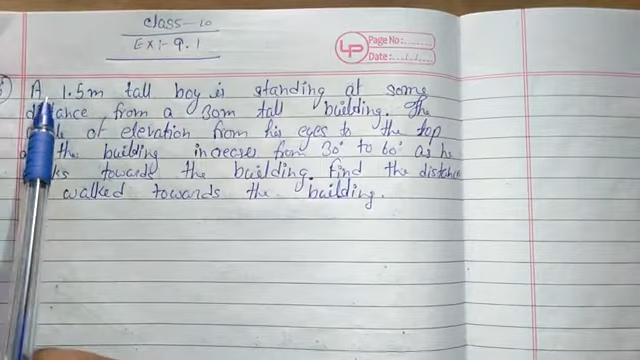 Class-10
Ex:- 9.1
LP
Page No:
Date: / /
A 1.5m tall boy is standing at some
from a 30m tall building. The
of elevation from his eyes to the top
the building increases from 30° to 60° as he
towards the building. Find the distance
walked towards the building.